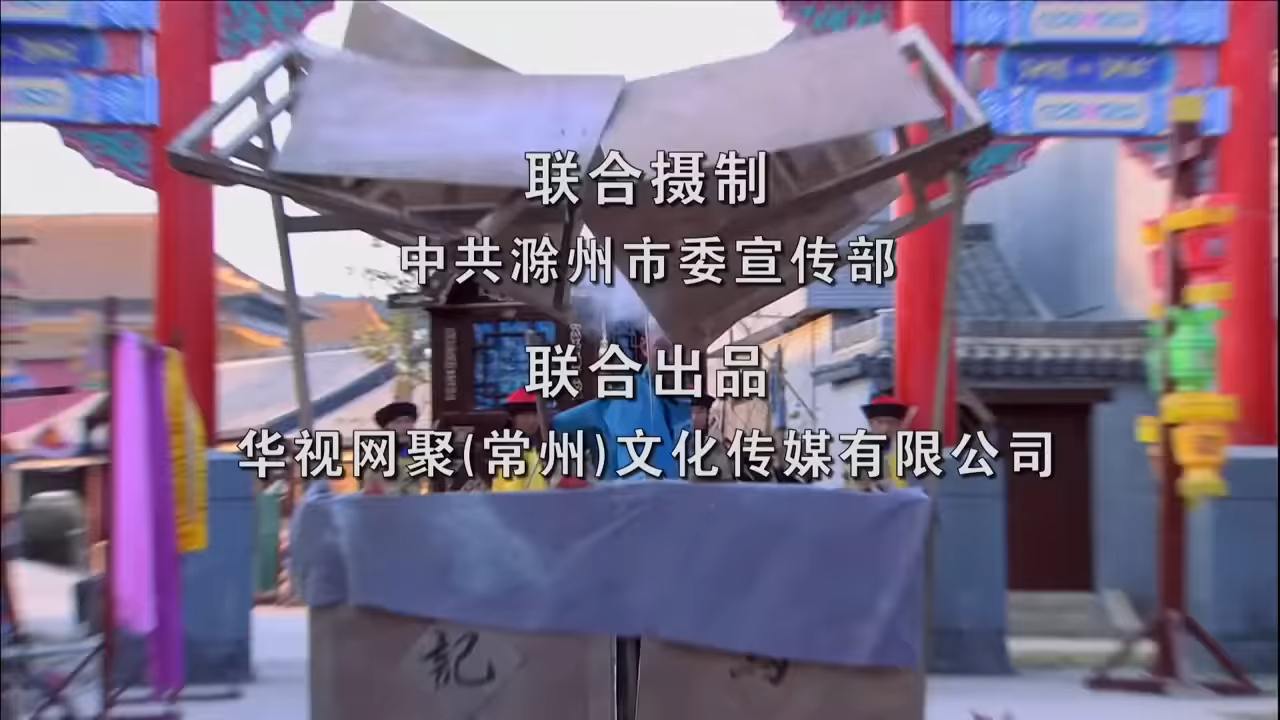 联合摄制
中共滁州市委宣传部
联合出品
华视网聚(常州)文化传媒有限公司
記